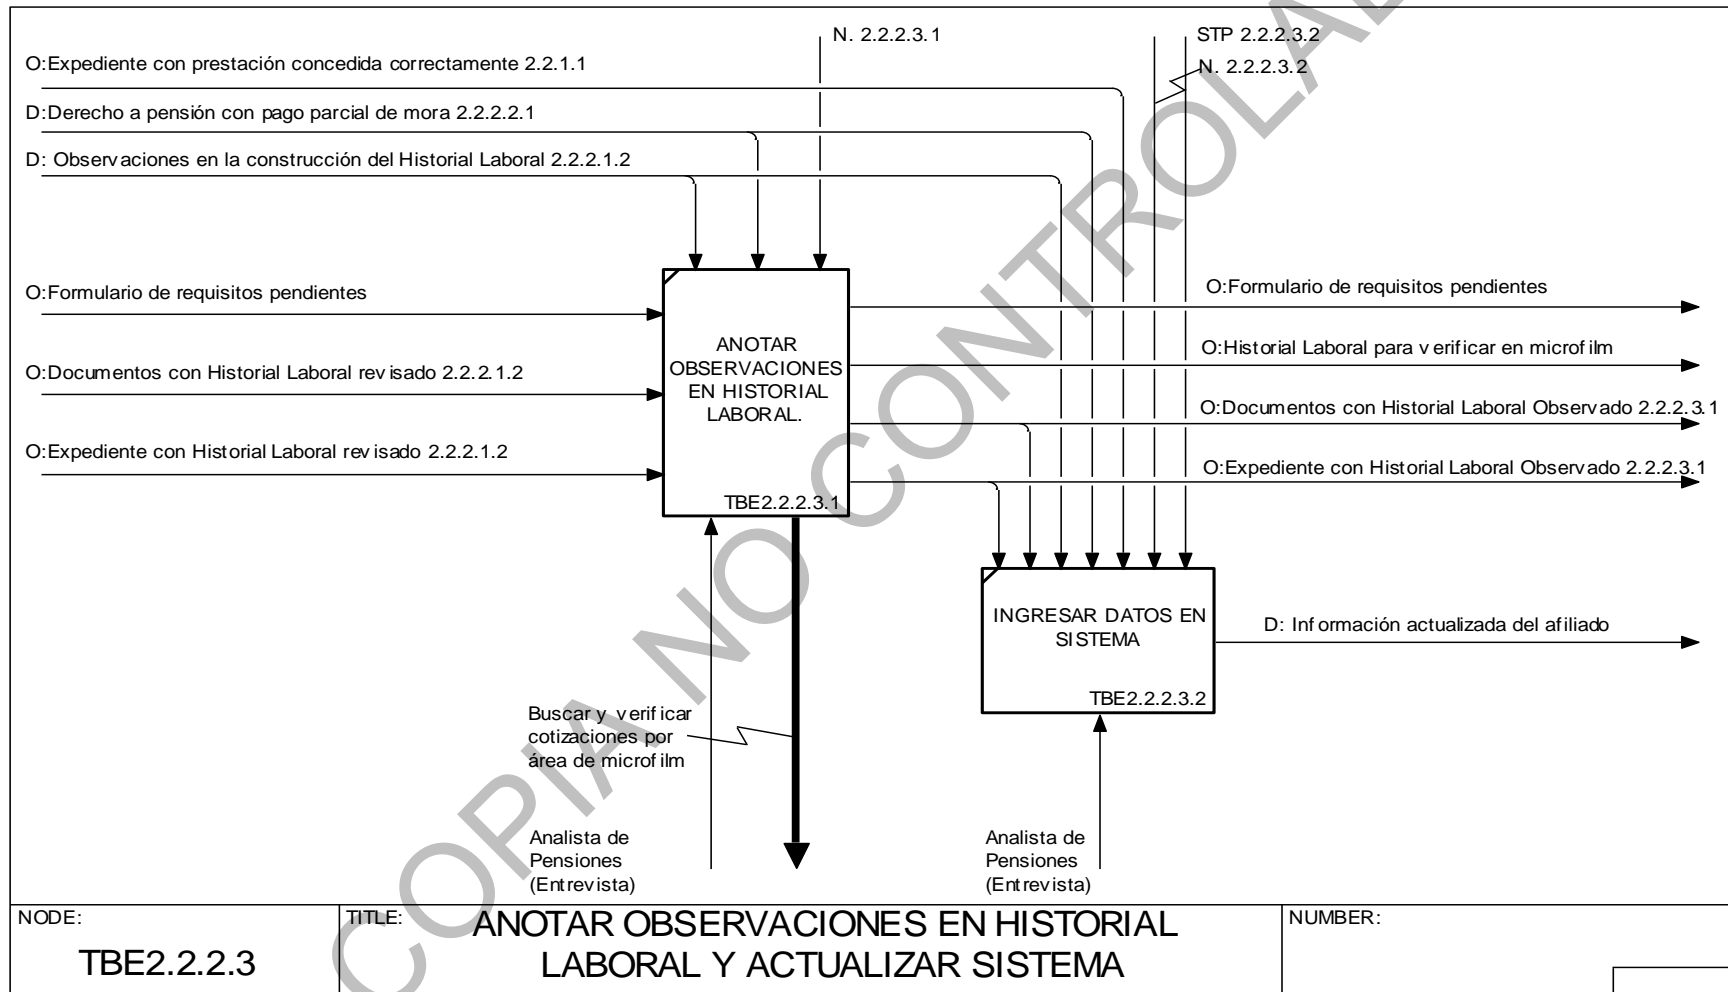 N. 2.2.2.3.1
STP 2.2.2.3.2
N. 2.2.2.3.2
O:Expediente con prestación concedida correctamente 2.2.1.1
D:Derecho a pensión con pago parcial de mora 2.2.2.2.1
D: Observaciones en la construcción del Historial Laboral 2.2.2.1.2
O:Formulario de requisitos pendientes
O:Documentos con Historial Laboral revisado 2.2.2.1.2
O:Expediente con Historial Laboral revisado 2.2.2.1.2
ANOTAR
OBSERVACIONES
EN HISTORIAL
LABORAL.
TBE2.2.2.3.1
O:Formulario de requisitos pendientes
O:Historial Laboral para verificar en microfilm
O:Documentos con Historial Laboral Observado 2.2.2.3.1
O:Expediente con Historial Laboral Observado 2.2.2.3.1
INGRESAR DATOS EN
SISTEMA
TBE2.2.2.3.2
D: Información actualizada del afiliado
Buscar y verificar
cotizaciones por
área de microfilm
Analista de
Pensiones
(Entrevista)
Analista de
Pensiones
(Entrevista)
COPIA NO CONTROLA
NODE:
TBE2.2.2.3
TITLE:
ANOTAR OBSERVACIONES EN HISTORIAL
LABORAL Y ACTUALIZAR SISTEMA
NUMBER: